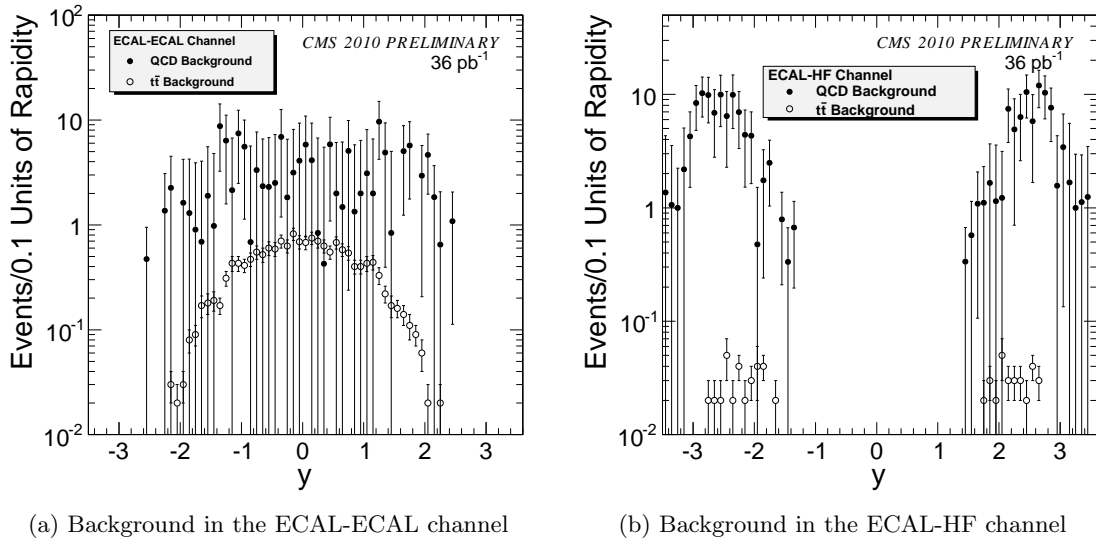 ECAL-ECAL Channel
QCD Background
tt̄ Background
CMS 2010 PRELIMINARY
36 pb⁻¹
Events/0.1 Units of Rapidity
10²
10
1
10⁻¹
10⁻²
-3 -2 -1 0 1 2 3
y
(a) Background in the ECAL-ECAL channel
CMS 2010 PRELIMINARY
36 pb⁻¹
ECAL-HF Channel
QCD Background
tt̄ Background
Events/0.1 Units of Rapidity
10
1
10⁻¹
10⁻²
-3 -2 -1 0 1 2 3
y
(b) Background in the ECAL-HF channel